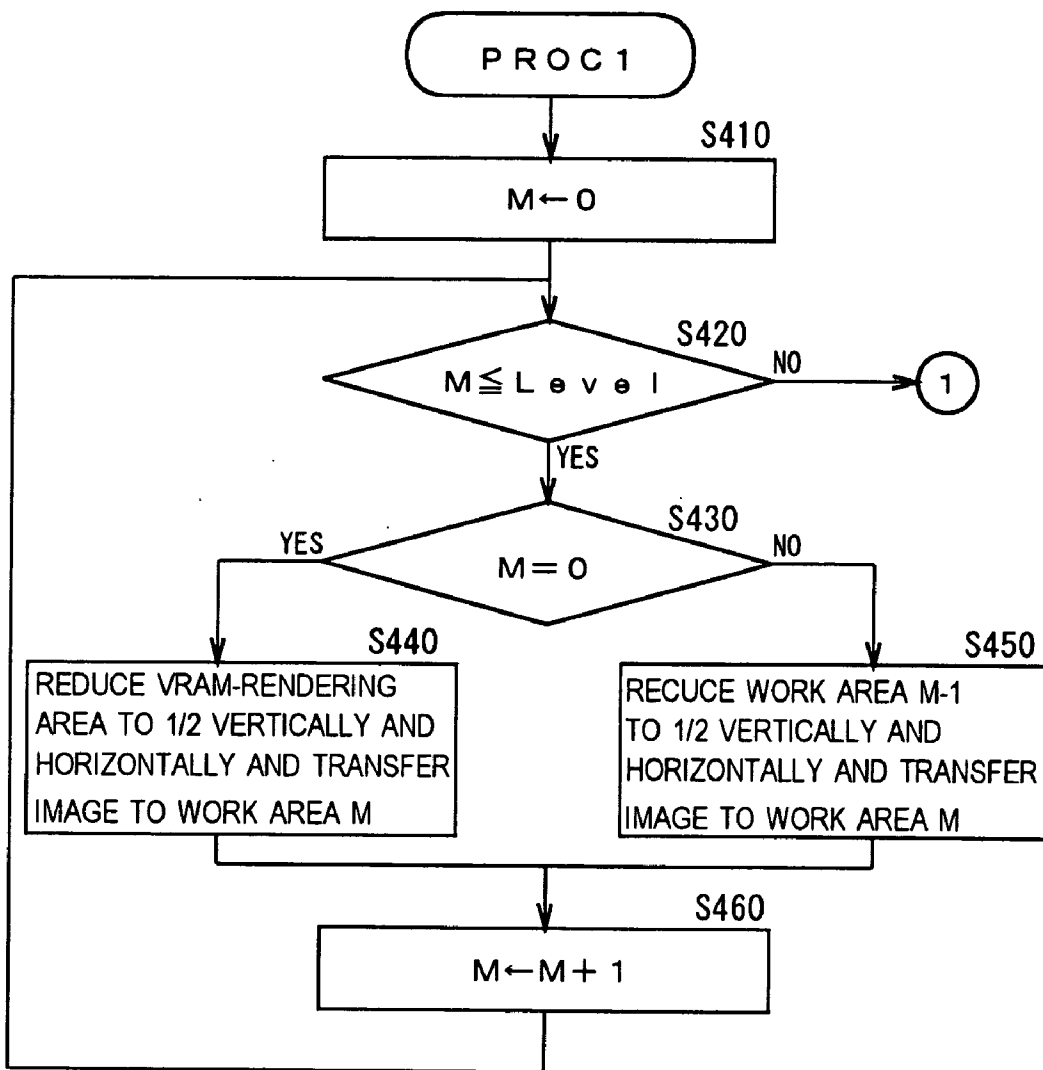 PROC1
S410
M←0
S420
M≦Level
NO
1
YES
S430
YES
M=0
NO
S440
REDUCE VRAM-RENDERING
AREA TO 1/2 VERTICALLY AND
HORIZONTALLY AND TRANSFER
IMAGE TO WORK AREA M
S450
RECUCE WORK AREA M-1
TO 1/2 VERTICALLY AND
HORIZONTALLY AND TRANSFER
IMAGE TO WORK AREA M
S460
M←M+1